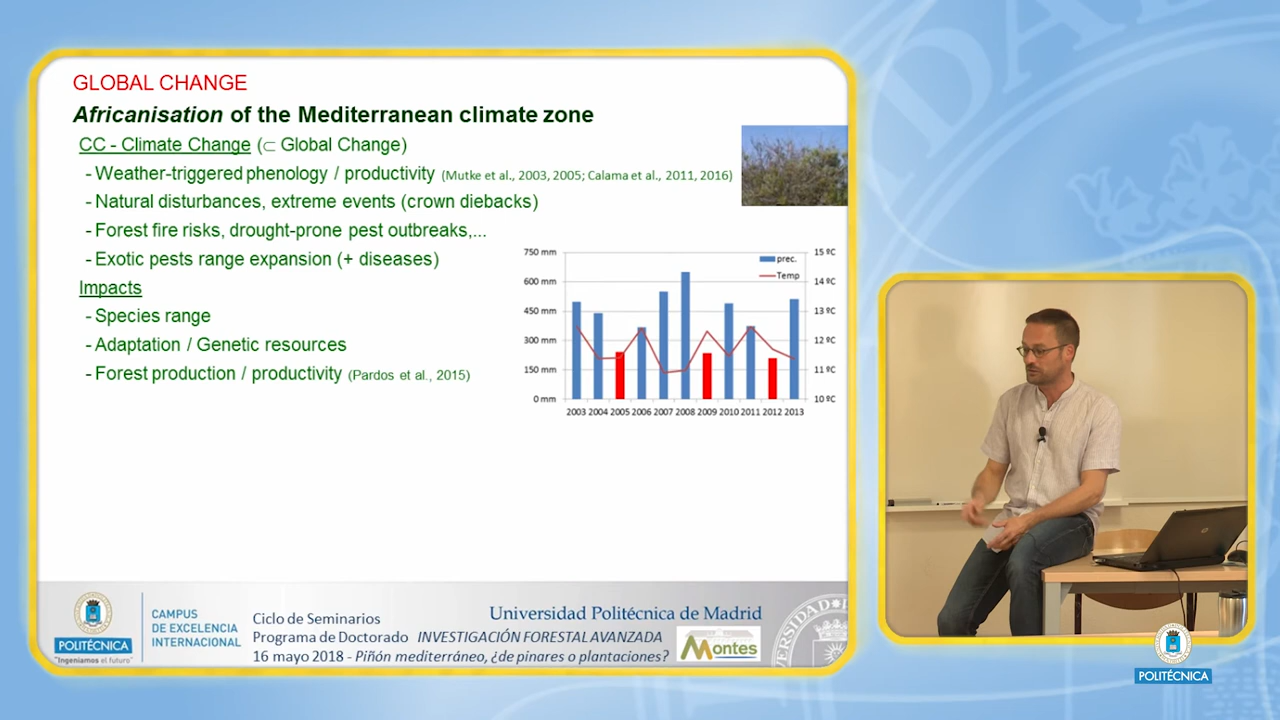 GLOBAL CHANGE
Africanisation of the Mediterranean climate zone
CC - Climate Change (⊂ Global Change)
- Weather-triggered phenology / productivity (Mutke et al., 2003, 2005; Calama et al., 2011, 2016)
- Natural disturbances, extreme events (crown diebacks)
- Forest fire risks, drought-prone pest outbreaks,...
- Exotic pests range expansion (+ diseases)
Impacts
- Species range
- Adaptation / Genetic resources
- Forest production / productivity (Pardos et al., 2015)
750 mm
600 mm
450 mm
300 mm
150 mm
0 mm
prec.
Temp
15 ºC
14 ºC
13 ºC
12 ºC
11 ºC
10 ºC
2003 2004 2005 2006 2007 2008 2009 2010 2011 2012 2013
POLITÉCNICA
"Ingeniamos el futuro"
CAMPUS
DE EXCELENCIA
INTERNACIONAL
Ciclo de Seminarios
Universidad Politécnica de Madrid
Programa de Doctorado INVESTIGACIÓN FORESTAL AVANZADA
16 mayo 2018 - Piñón mediterráneo, ¿de pinares o plantaciones?
Montes
POLITÉCNICA